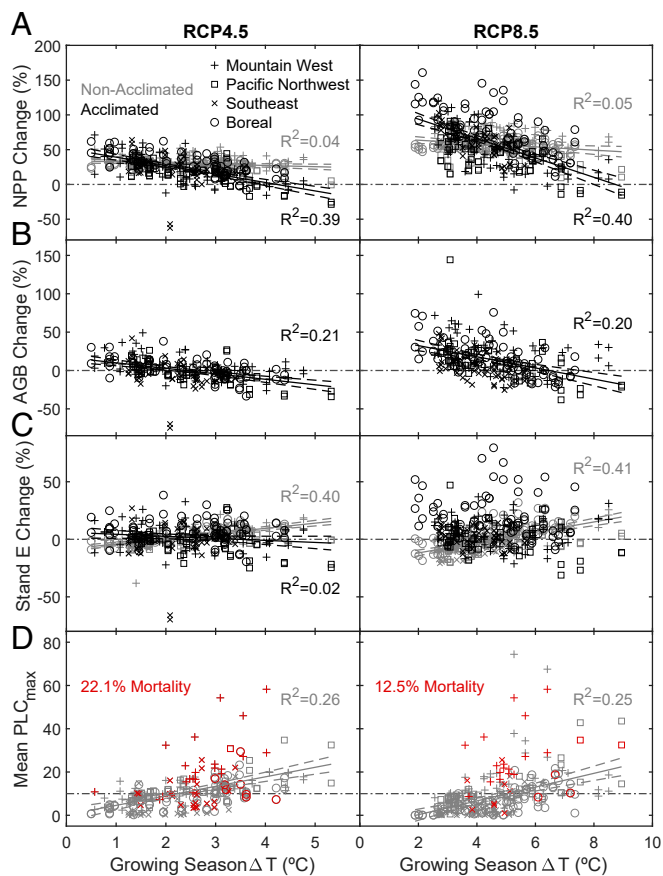 A
RCP4.5
RCP8.5
NPP Change (%)
200
150
100
50
0
-50
Non-Acclimated
Acclimated
+ Mountain West
□ Pacific Northwest
× Southeast
○ Boreal
R²=0.04
R²=0.39
R²=0.05
R²=0.40
B
AGB Change (%)
150
100
50
0
-50
R²=0.21
R²=0.20
C
Stand E Change (%)
50
0
-50
R²=0.40
R²=0.02
R²=0.41
D
Mean PLCmax
80
60
40
20
0
22.1% Mortality
R²=0.26
12.5% Mortality
R²=0.25
0 1 2 3 4 5
2 4 6 8 10
Growing Season Δ T (ºC)
Growing Season Δ T (ºC)